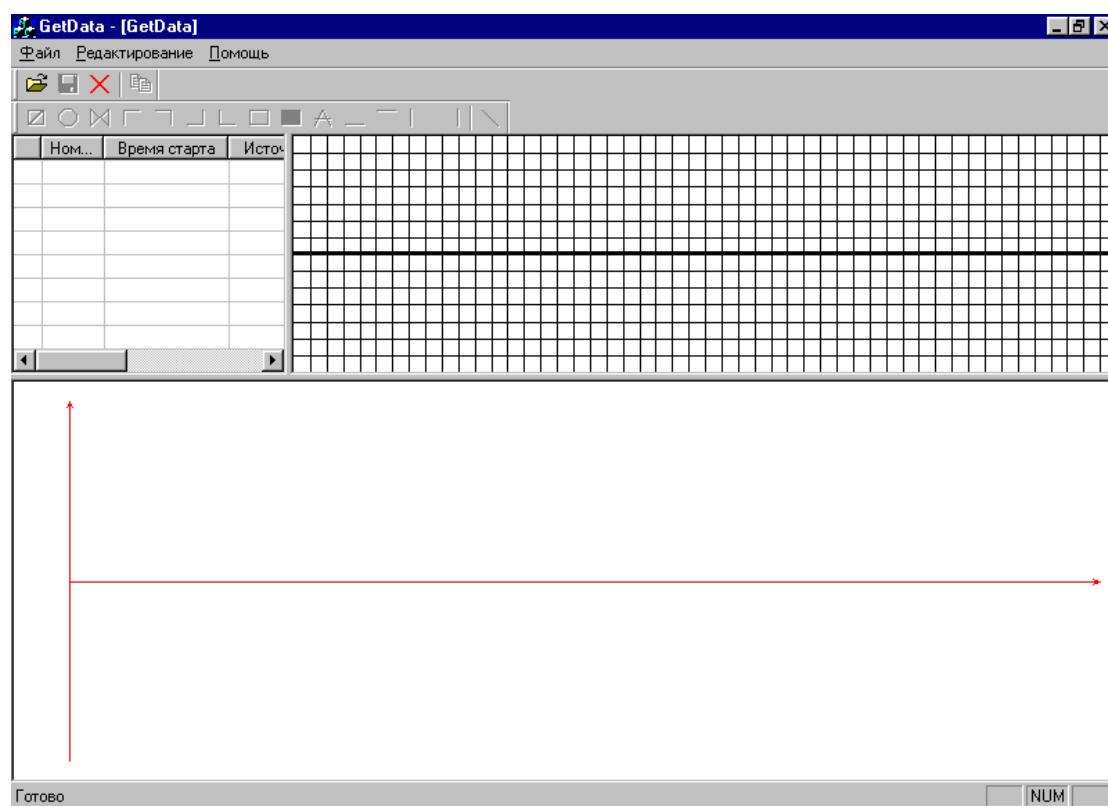 GetData - [GetData]
Файл Редактирование Помощь
Ном... Время старта Источ
Готово NUM